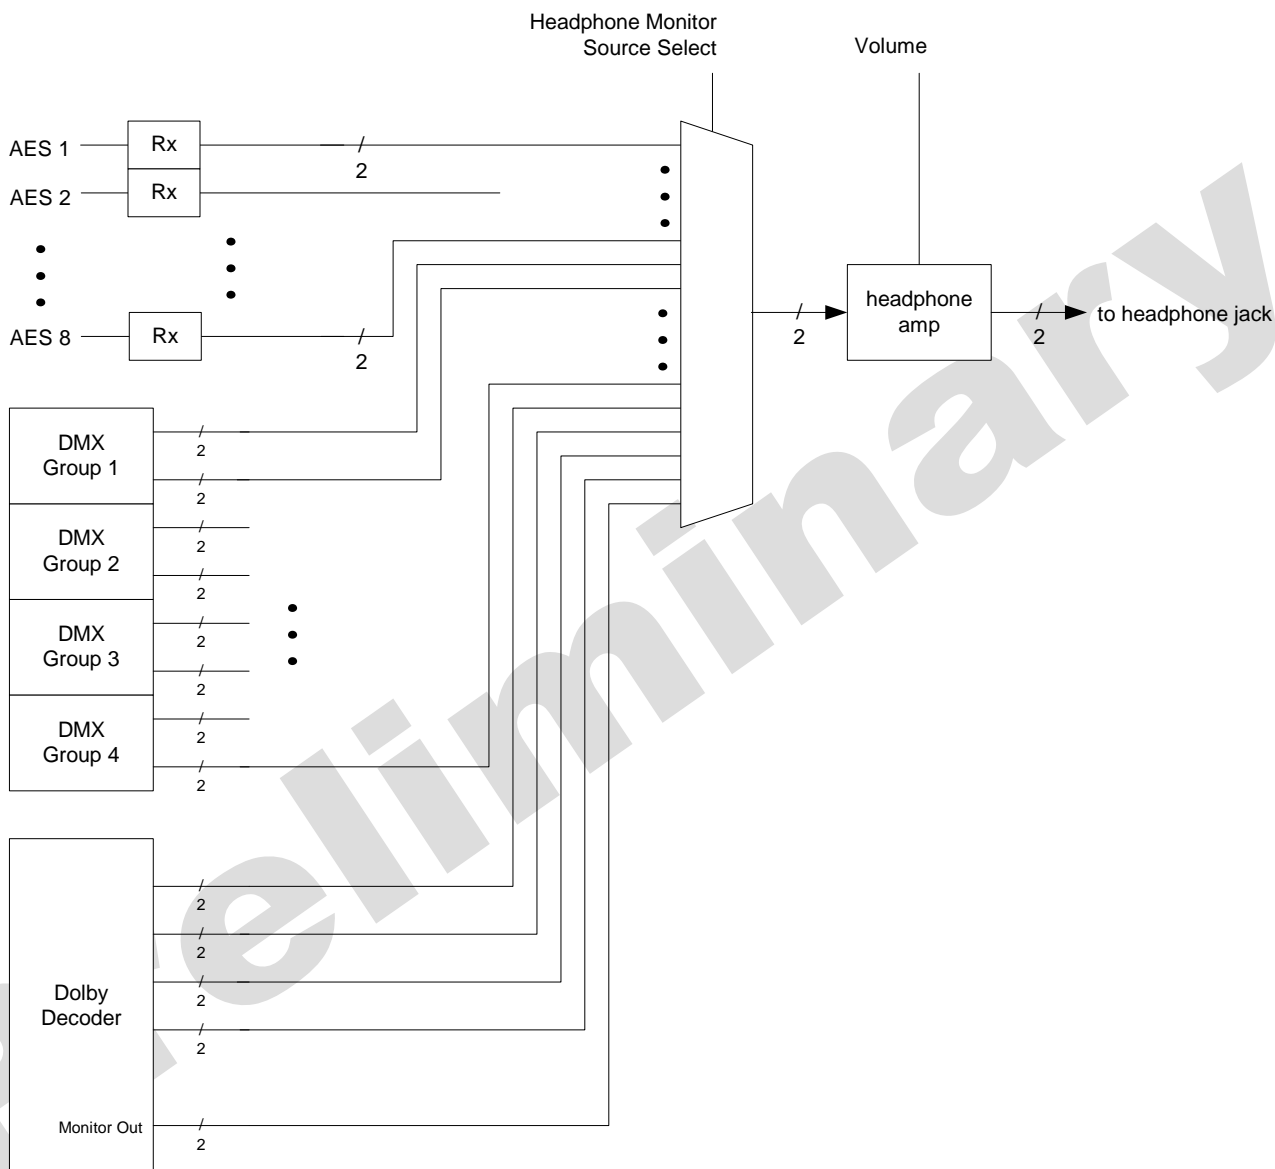 Headphone Monitor
Source Select
Volume
AES 1
Rx
2
AES 2
Rx
AES 8
Rx
2
headphone
amp
2
2
to headphone jack
DMX
Group 1
2
2
DMX
Group 2
2
2
DMX
Group 3
2
2
DMX
Group 4
2
2
Dolby
Decoder
2
2
2
2
Monitor Out
2
reliminary